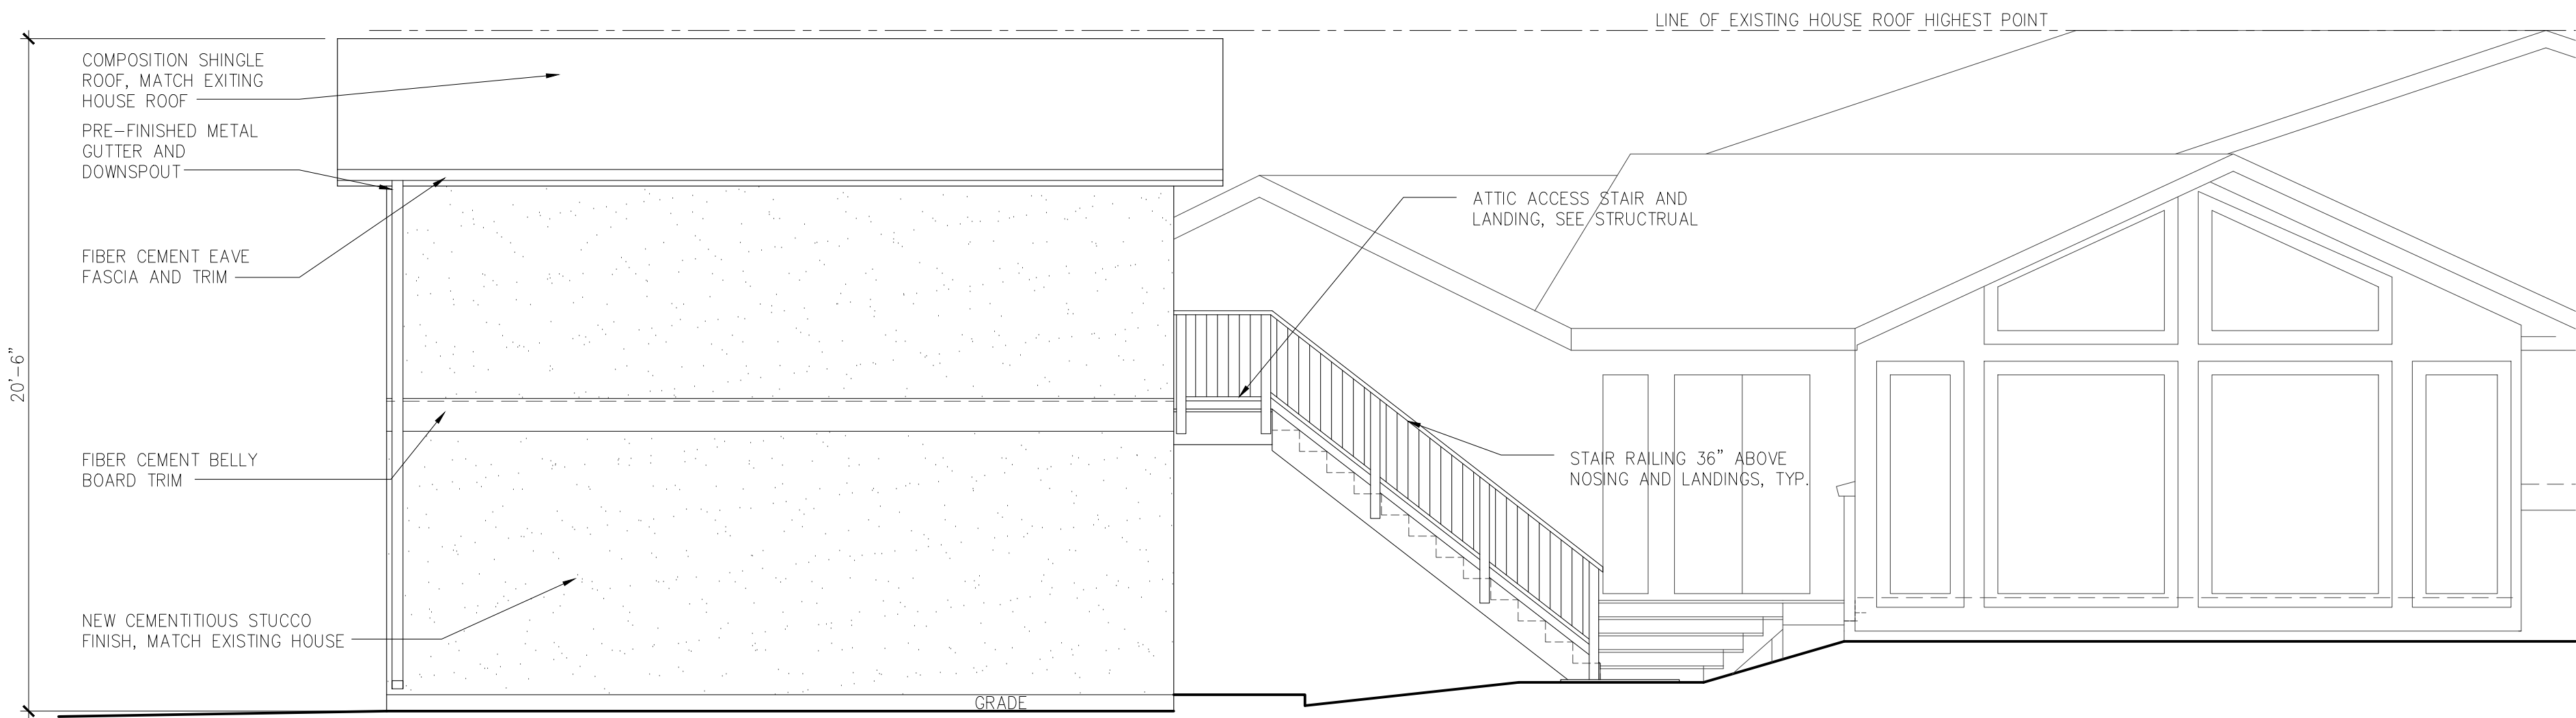 LINE OF EXISTING HOUSE ROOF HIGHEST POINT
COMPOSITION SHINGLE
ROOF, MATCH EXITING
HOUSE ROOF
PRE-FINISHED METAL
GUTTER AND
DOWNSPOUT
FIBER CEMENT EAVE
FASCIA AND TRIM
20'-6"
FIBER CEMENT BELLY
BOARD TRIM
NEW CEMENTITIOUS STUCCO
FINISH, MATCH EXISTING HOUSE
ATTIC ACCESS STAIR AND
LANDING, SEE STRUCTRUAL
STAIR RAILING 36" ABOVE
NOSING AND LANDINGS, TYP.
GRADE